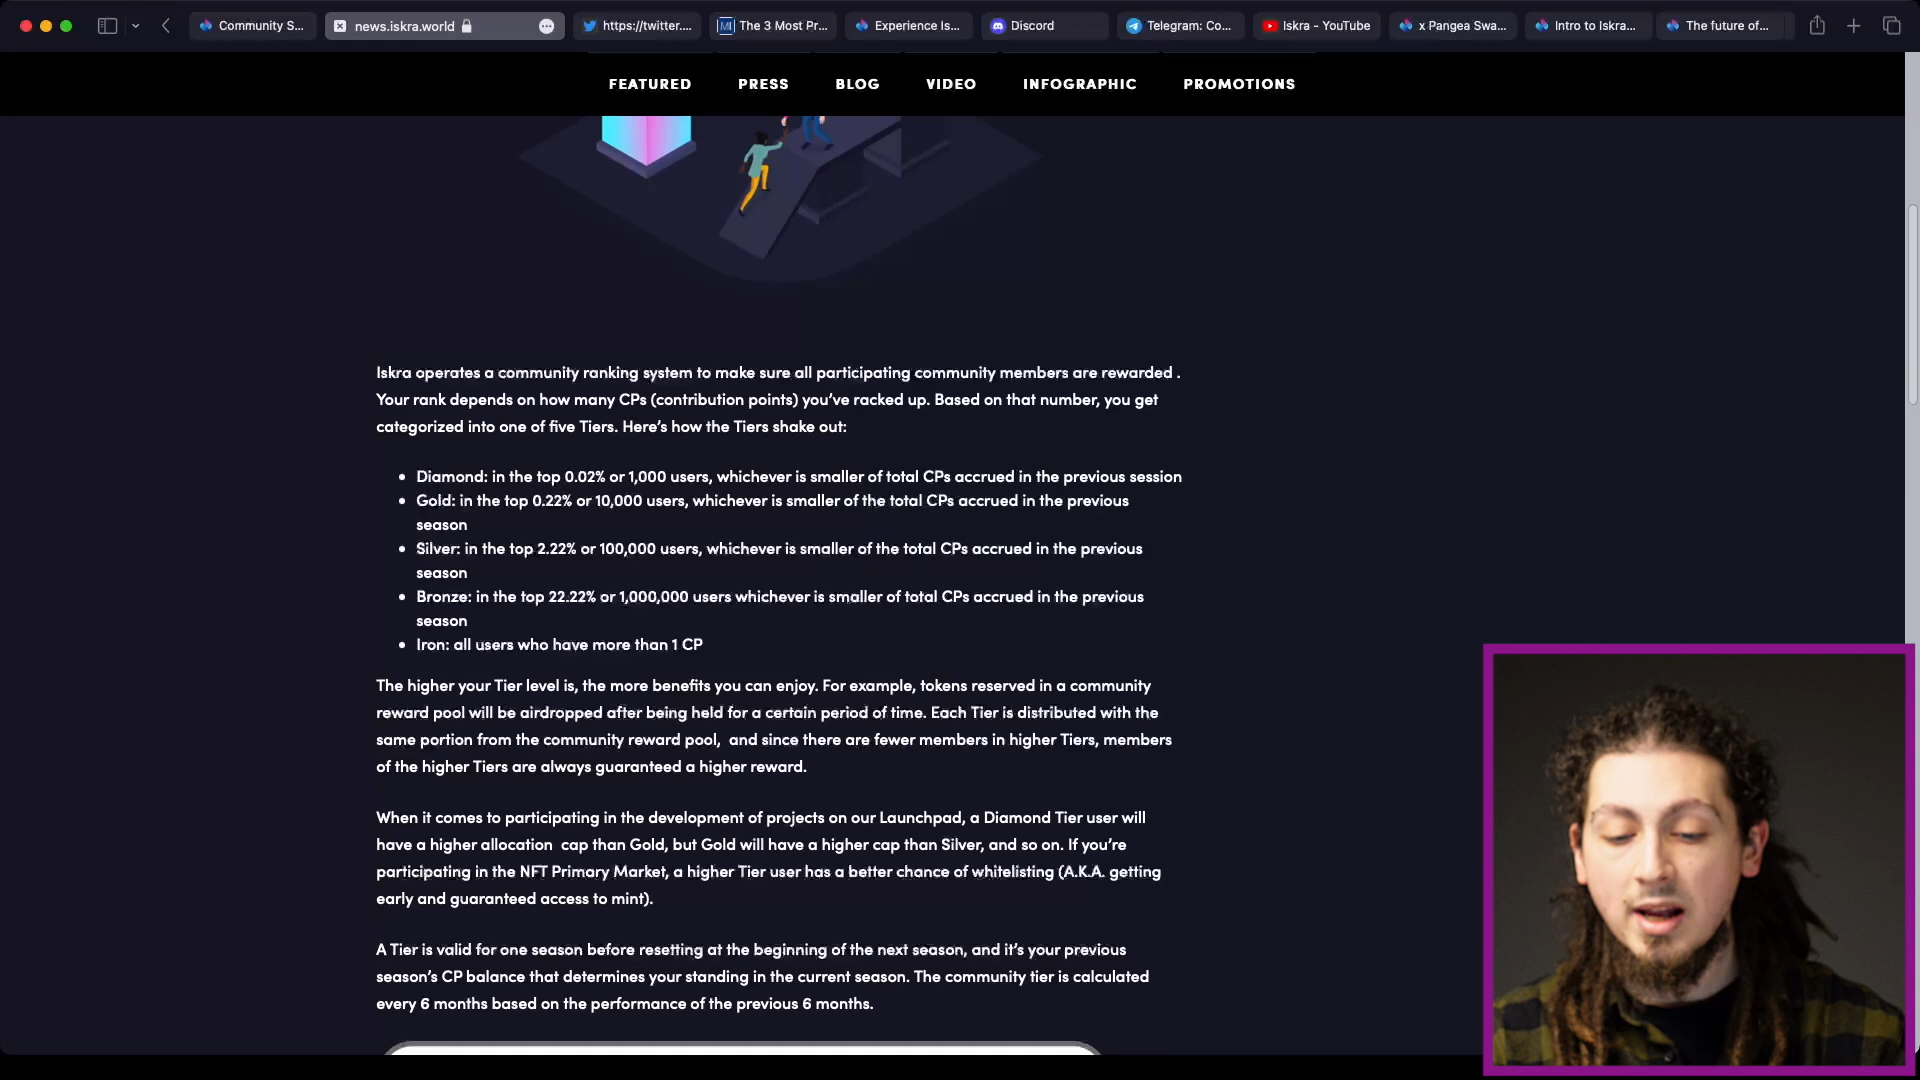 Community S...
news.iskra.world
https://twitter....
The 3 Most Pr...
Experience Is...
Discord
Telegram: Co...
Iskra - YouTube
x Pangea Swa...
Intro to Iskra...
The future of...
FEATURED
PRESS
BLOG
VIDEO
INFOGRAPHIC
PROMOTIONS
Iskra operates a community ranking system to make sure all participating community members are rewarded .
Your rank depends on how many CPs (contribution points) you've racked up. Based on that number, you get
categorized into one of five Tiers. Here's how the Tiers shake out:
• Diamond: in the top 0.02% or 1,000 users, whichever is smaller of total CPs accrued in the previous session
• Gold: in the top 0.22% or 10,000 users, whichever is smaller of the total CPs accrued in the previous
season
• Silver: in the top 2.22% or 100,000 users, whichever is smaller of the total CPs accrued in the previous
season
• Bronze: in the top 22.22% or 1,000,000 users whichever is smaller of total CPs accrued in the previous
season
• Iron: all users who have more than 1 CP
The higher your Tier level is, the more benefits you can enjoy. For example, tokens reserved in a community
reward pool will be airdropped after being held for a certain period of time. Each Tier is distributed with the
same portion from the community reward pool,  and since there are fewer members in higher Tiers, members
of the higher Tiers are always guaranteed a higher reward.
When it comes to participating in the development of projects on our Launchpad, a Diamond Tier user will
have a higher allocation  cap than Gold, but Gold will have a higher cap than Silver, and so on. If you're
participating in the NFT Primary Market, a higher Tier user has a better chance of whitelisting (A.K.A. getting
early and guaranteed access to mint).
A Tier is valid for one season before resetting at the beginning of the next season, and it's your previous
season's CP balance that determines your standing in the current season. The community tier is calculated
every 6 months based on the performance of the previous 6 months.